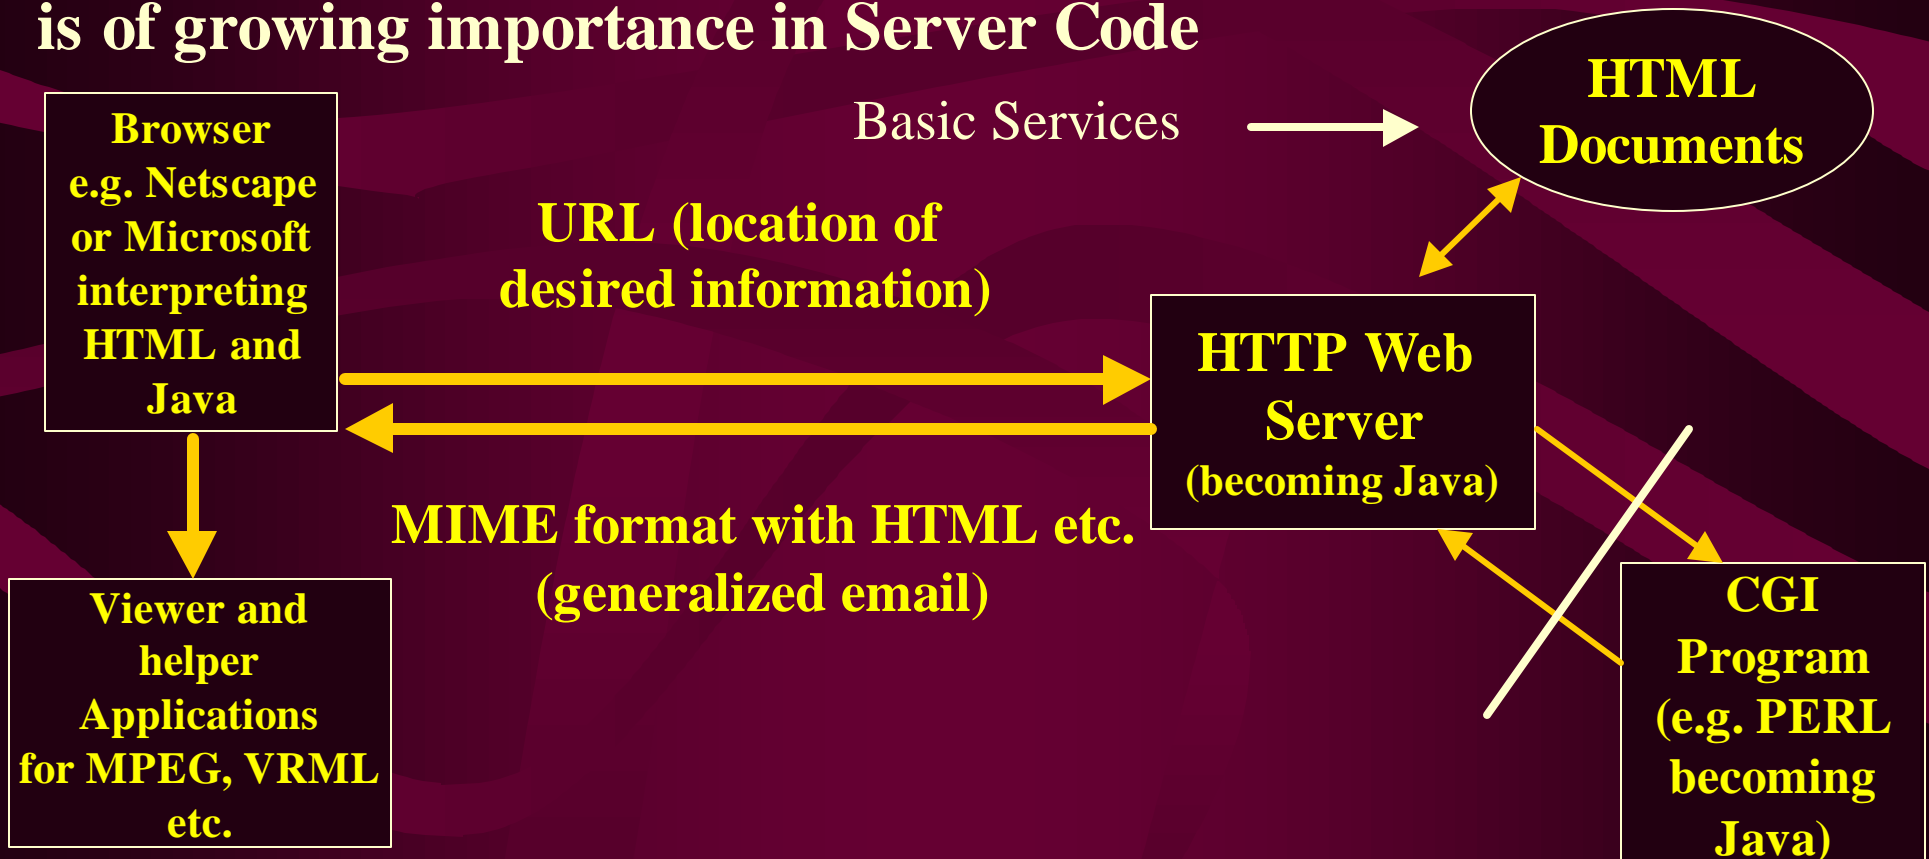 is of growing importance in Server Code
Basic Services
HTML
Documents
Browser
e.g. Netscape
or Microsoft
interpreting
HTML and
Java
URL (location of
desired information)
HTTP Web
Server
(becoming Java)
MIME format with HTML etc.
(generalized email)
Viewer and
helper
Applications
for MPEG, VRML
etc.
CGI
Program
(e.g. PERL
becoming
Java)